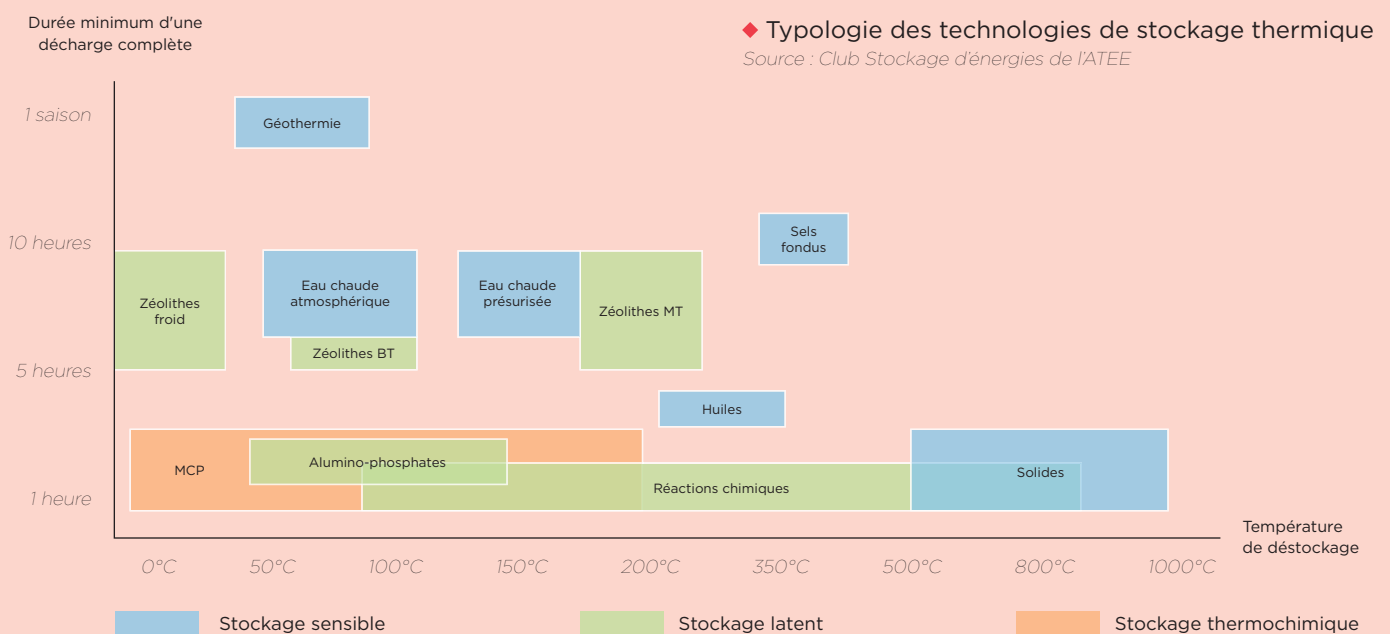 Durée minimum d'une
décharge complète
Typologie des technologies de stockage thermique
Source : Club Stockage d'énergies de l'ATEE
1 saison
Géothermie
10 heures
Sels
fondus
Zéolithes
froid
Eau chaude
atmosphérique
Eau chaude
présurisée
Zéolithes MT
Zéolithes BT
5 heures
Huiles
MCP
Alumino-phosphates
Solides
Réactions chimiques
1 heure
Température
de déstockage
0°C
50°C
100°C
150°C
200°C
350°C
500°C
800°C
1000°C
Stockage sensible
Stockage latent
Stockage thermochimique